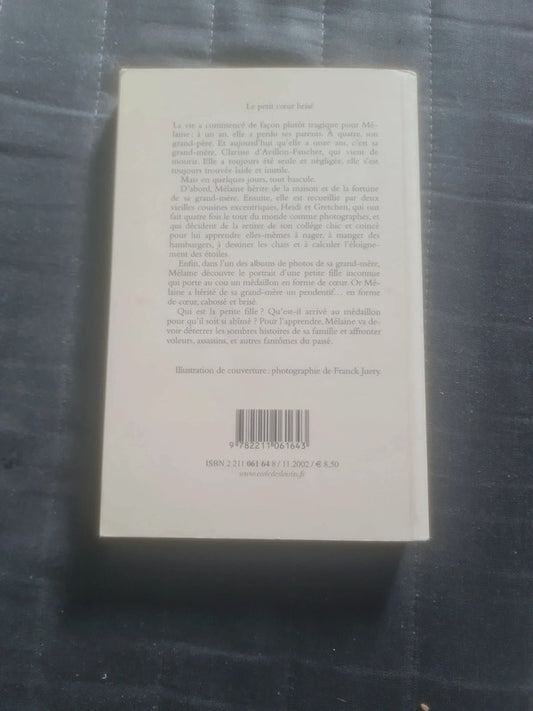 Le petit cœur brisé
La vie a commencé de façon plutôt tragique pour Mé-
laine : à un an, elle a perdu ses parents. À quatre, son
grand-père. Et aujourd'hui qu'elle a onze ans, c'est sa
grand-mère, Clarisse d'Avillon-Faucher, qui vient de
mourir. Elle a toujours été seule et négligée, elle s'est
toujours trouvée laide et inutile.
Mais en quelques jours, tout bascule.
D'abord, Mélaine hérite de la maison et de la fortune
de sa grand-mère. Ensuite, elle est recueillie par deux
vieilles cousines excentriques, Heidi et Gretchen, qui ont
fait quatre fois le tour du monde comme photographes, et
qui décident de la retirer de son collège chic et coincé
pour lui apprendre elles-mêmes à nager, à manger des
hamburgers, à dessiner les chats et à calculer l'éloigne-
ment des étoiles.
Enfin, dans l'un des albums de photos de sa grand-mère,
Mélaine découvre le portrait d'une petite fille inconnue
qui porte au cou un médaillon en forme de cœur. Or Mé-
laine a hérité de sa grand-mère un pendentif... en forme
de cœur, cabossé et brisé.
Qui est la petite fille ? Qu'est-il arrivé au médaillon
pour qu'il soit si abîmé ? Pour l'apprendre, Mélaine va de-
voir déterrer les sombres histoires de sa famille et affronter
voleurs, assassins, et autres fantômes du passé.
Illustration de couverture : photographie de Franck Juery.
9 782211 061643
ISBN 2 211 061 64 8 / 11.2002 / € 8,50
www.ecoledesloisirs.fr